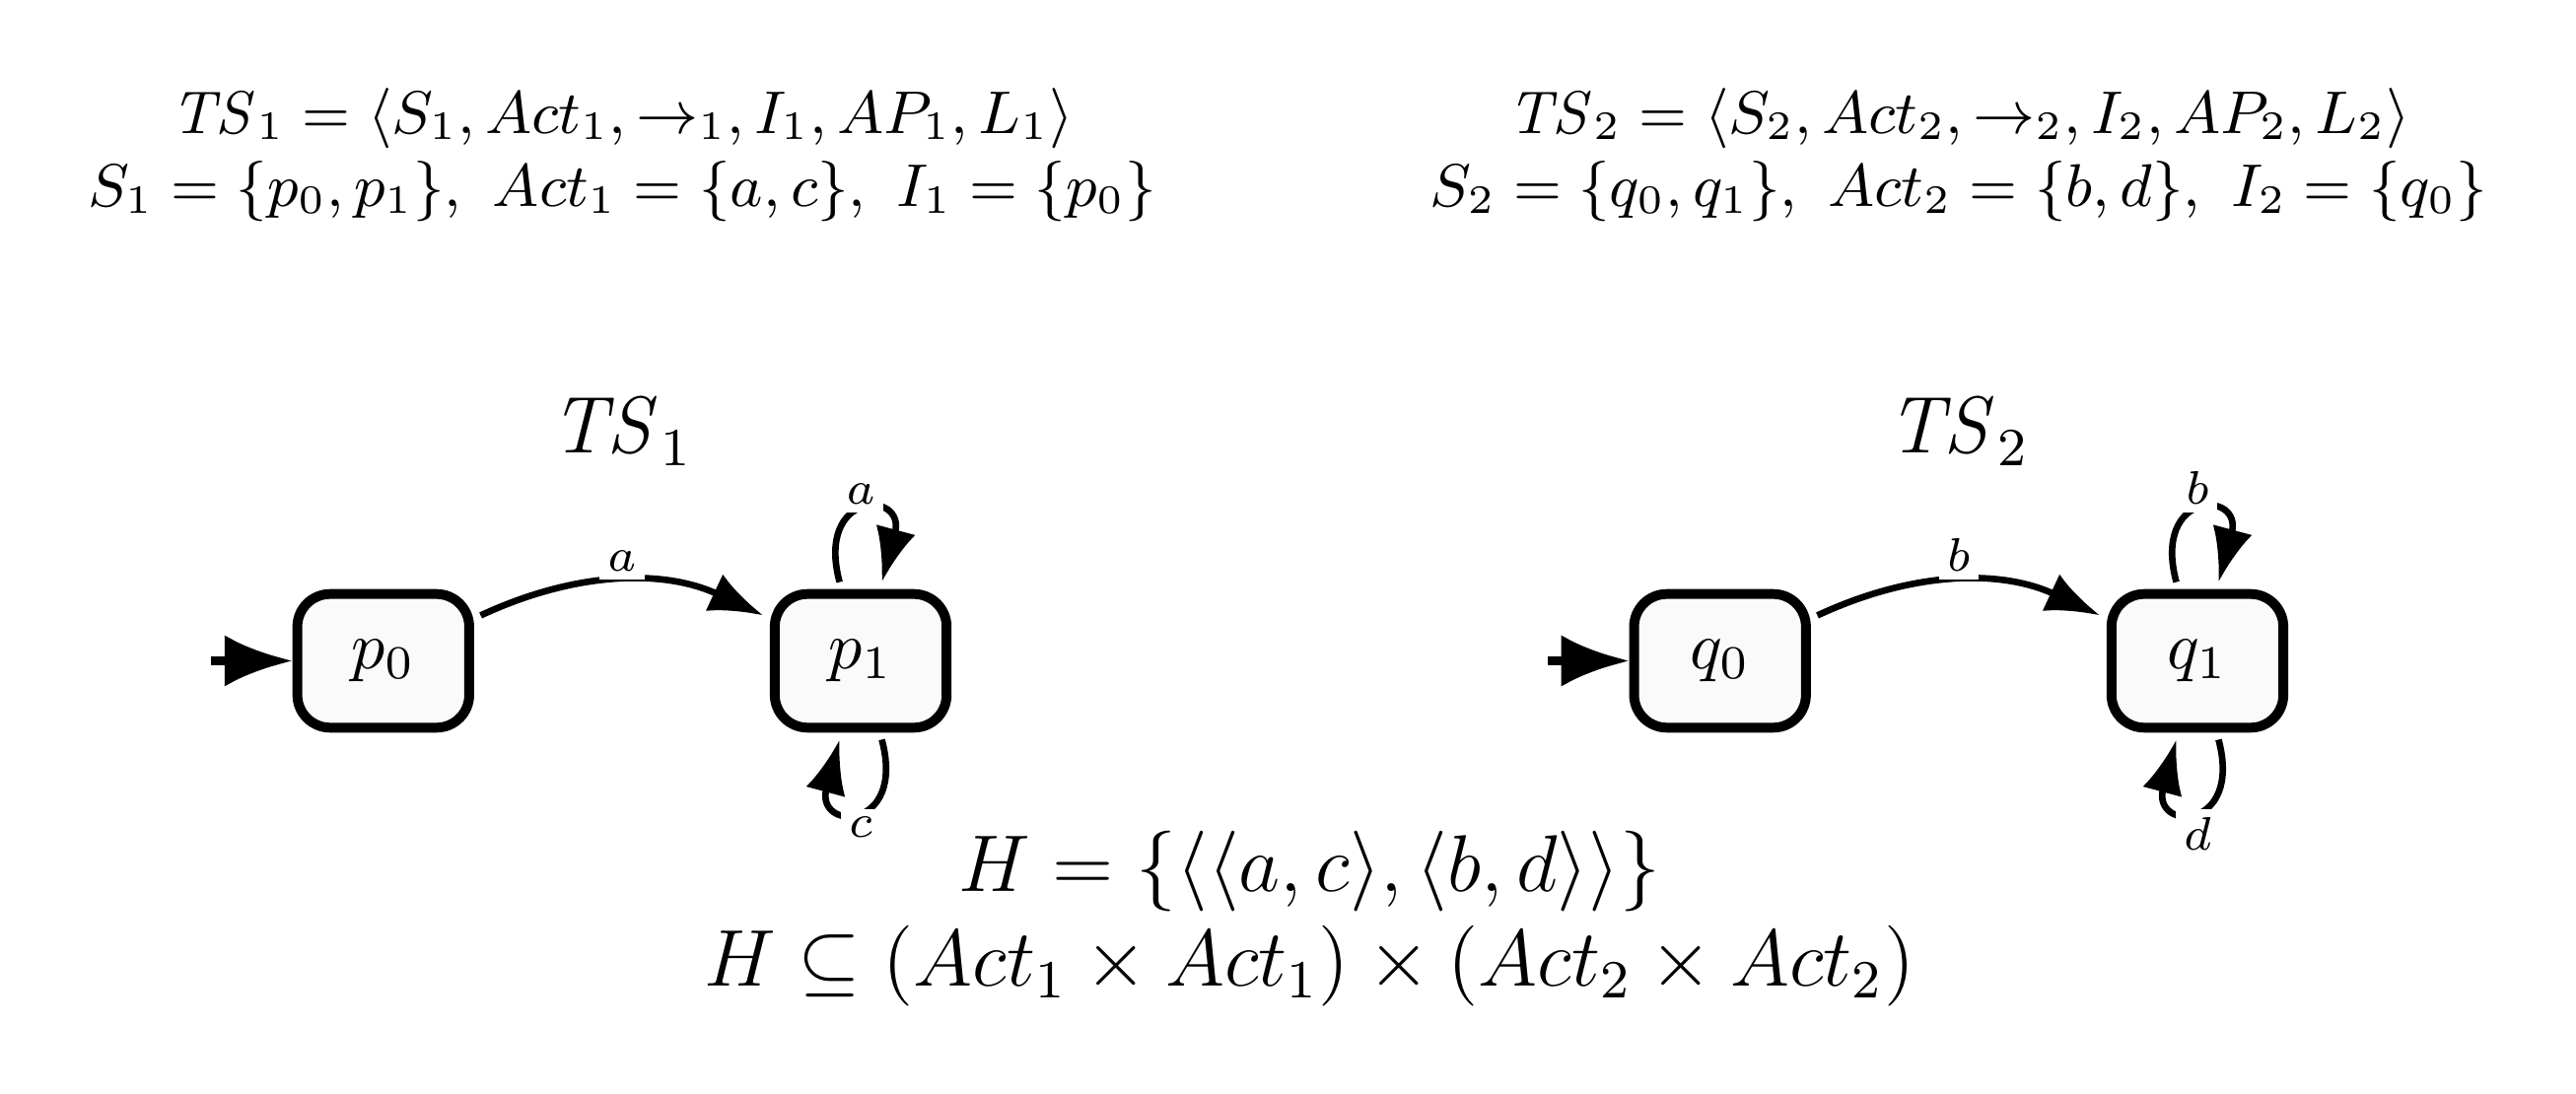 TS₁ = ⟨S₁, Act₁, →₁, I₁, AP₁, L₁⟩
S₁ = {p₀, p₁}, Act₁ = {a, c}, I₁ = {p₀}
TS₂ = ⟨S₂, Act₂, →₂, I₂, AP₂, L₂⟩
S₂ = {q₀, q₁}, Act₂ = {b, d}, I₂ = {q₀}
TS₁
a
a
p₀
p₁
c
TS₂
b
b
q₀
q₁
d
H = {⟨⟨a, c⟩, ⟨b, d⟩⟩}
H ⊆ (Act₁ × Act₁) × (Act₂ × Act₂)